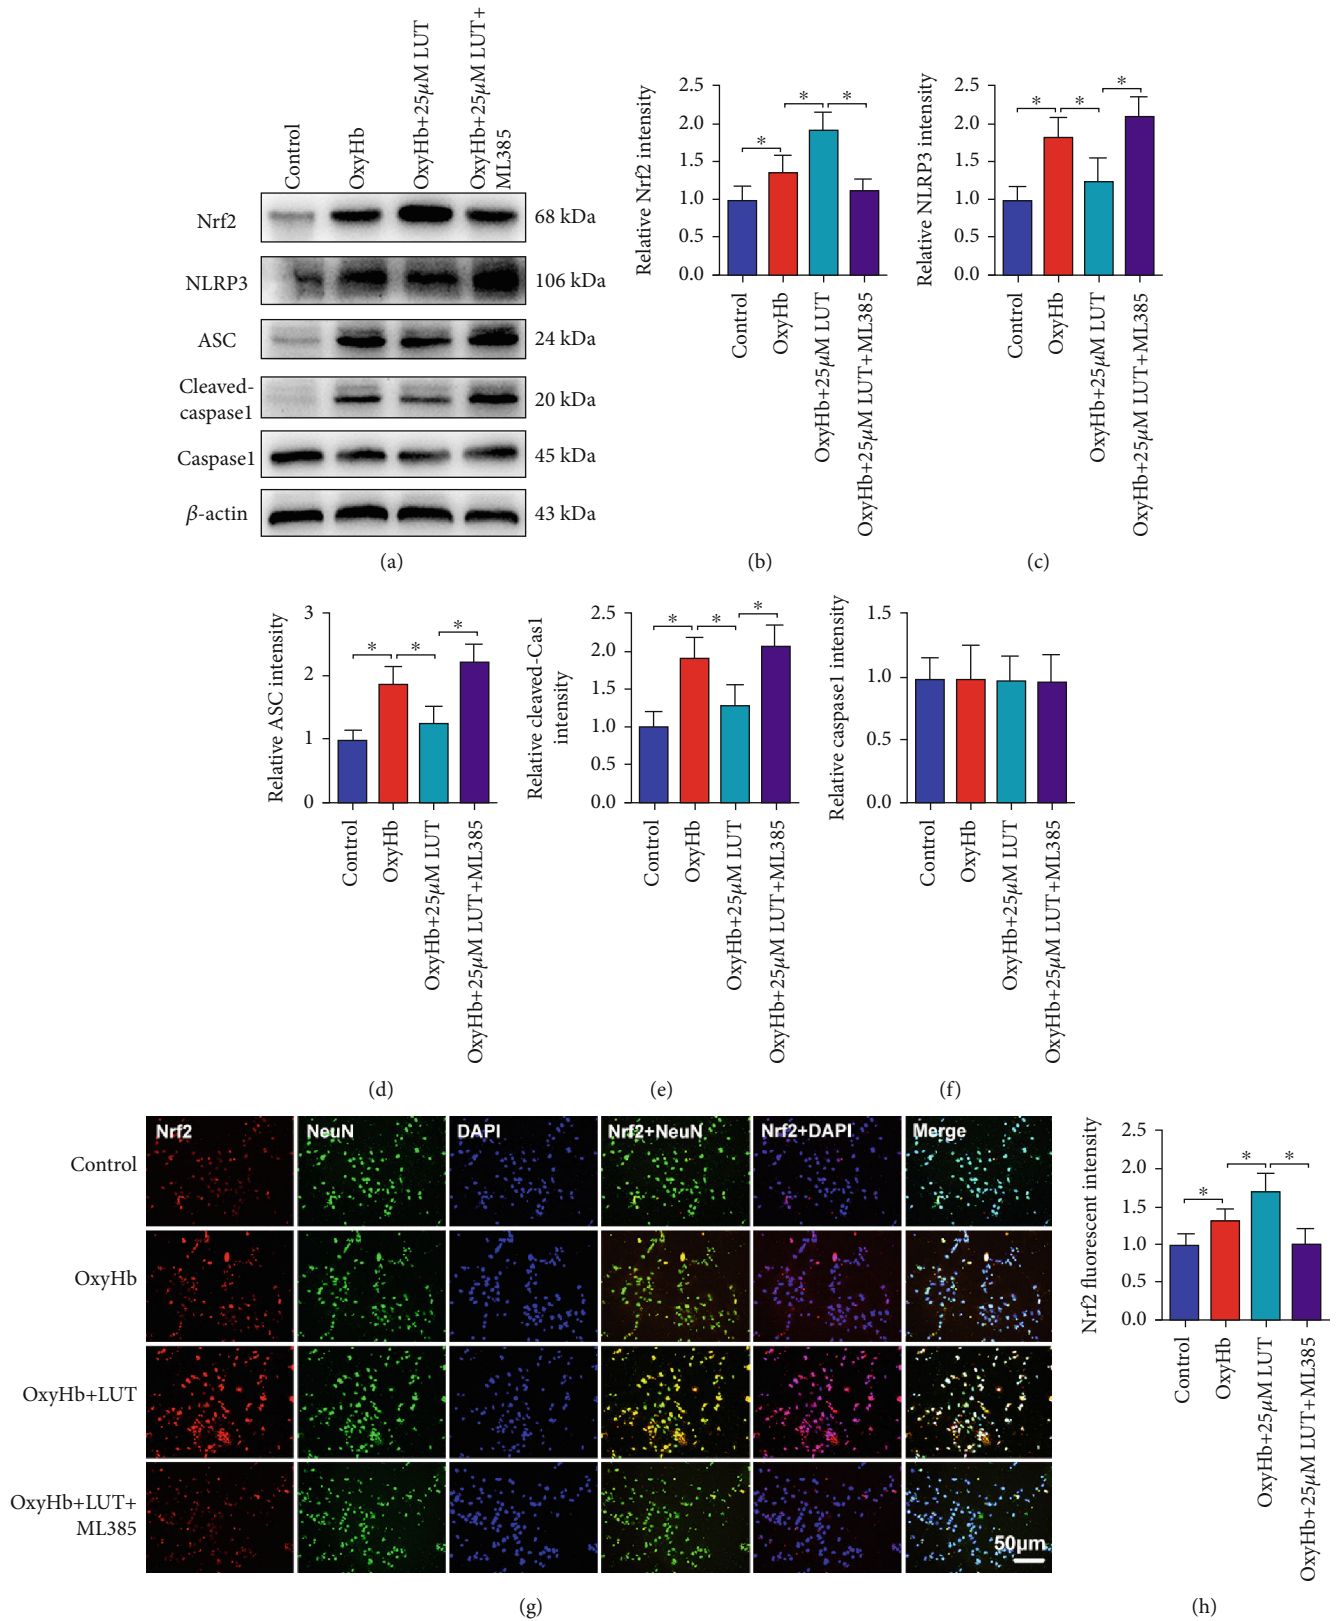 Control
OxyHb
OxyHb+25μM LUT
OxyHb+25μM LUT+
ML385
Nrf2
68 kDa
NLRP3
106 kDa
ASC
24 kDa
Cleaved-
caspase1
20 kDa
Caspase1
45 kDa
β-actin
43 kDa
(a)
Relative Nrf2 intensity
2.5
2.0
1.5
1.0
0.5
0.0
*
*
*
Control
OxyHb
OxyHb+25μM LUT
OxyHb+25μM LUT+ML385
(b)
Relative NLRP3 intensity
2.5
2.0
1.5
1.0
0.5
0.0
*
*
*
Control
OxyHb
OxyHb+25μM LUT
OxyHb+25μM LUT+ML385
(c)
Relative ASC intensity
3
2
1
0
*
*
*
Control
OxyHb
OxyHb+25μM LUT
OxyHb+25μM LUT+ML385
(d)
Relative cleaved-Cas1
intensity
2.5
2.0
1.5
1.0
0.5
0.0
*
*
*
Control
OxyHb
OxyHb+25μM LUT
OxyHb+25μM LUT+ML385
(e)
Relative caspase1 intensity
1.5
1.0
0.5
0.0
Control
OxyHb
OxyHb+25μM LUT
OxyHb+25μM LUT+ML385
(f)
Nrf2
NeuN
DAPI
Nrf2+NeuN
Nrf2+DAPI
Merge
Control
OxyHb
OxyHb+LUT
OxyHb+LUT+
ML385
50μm
(g)
Nrf2 fluorescent intensity
2.5
2.0
1.5
1.0
0.5
0.0
*
*
*
Control
OxyHb
OxyHb+25μM LUT
OxyHb+25μM LUT+ML385
(h)